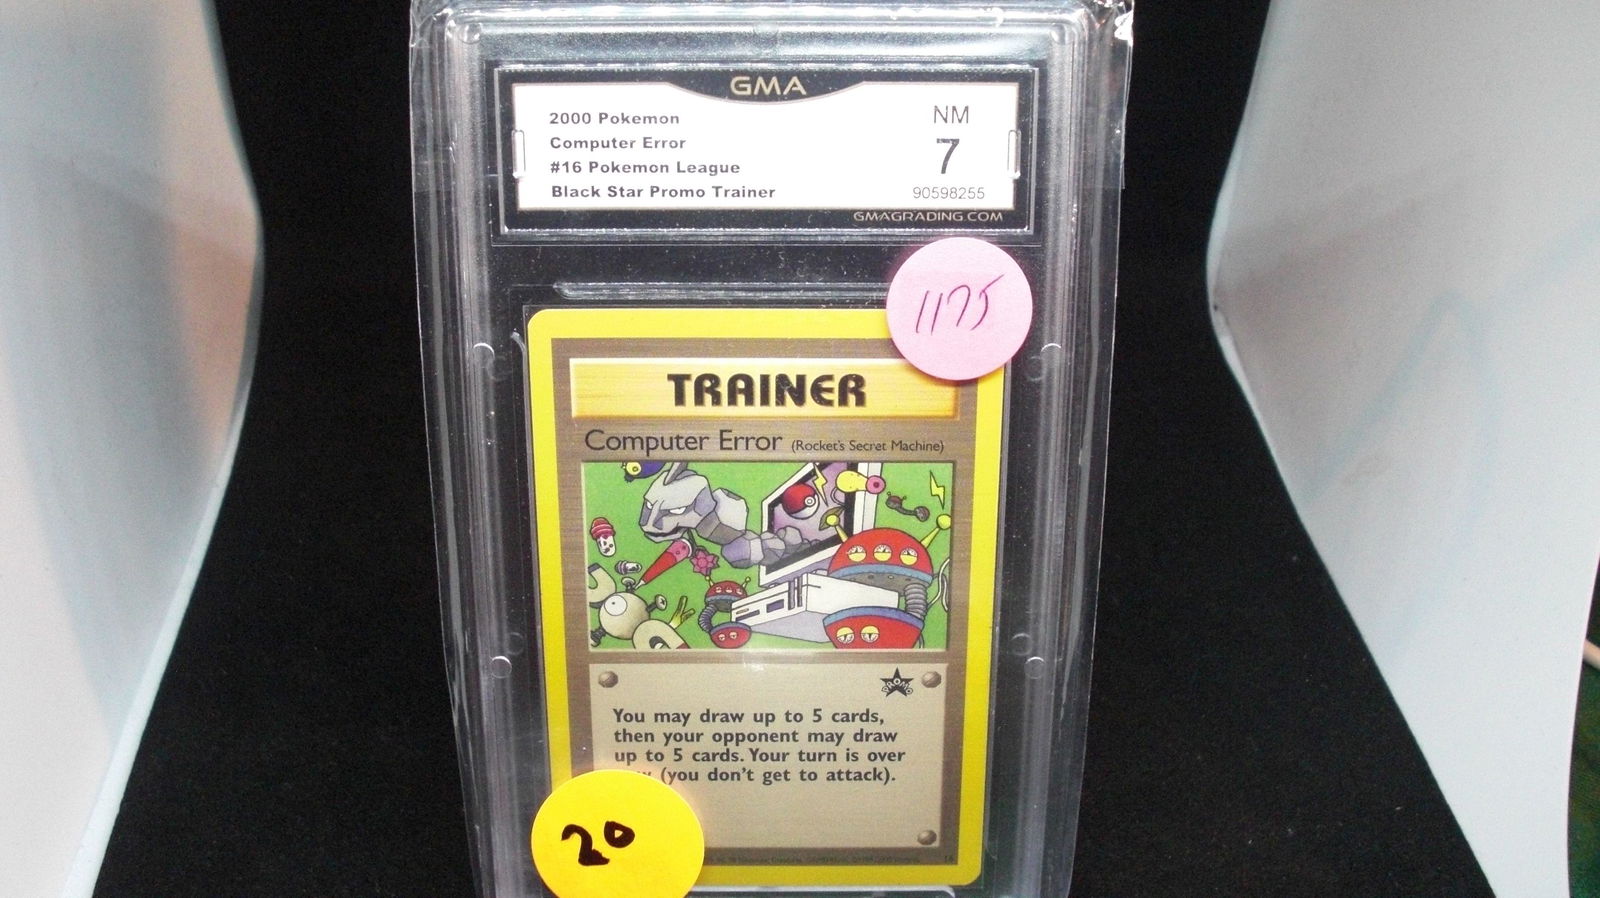 GMA
2000 Pokemon
Computer Error
#16 Pokemon League
Black Star Promo Trainer
NM
7
90598255
GMAGRADING.COM
1175
TRAINER
Computer Error (Rocket's Secret Machine)
PROMO
You may draw up to 5 cards,
then your opponent may draw
up to 5 cards. Your turn is over
(you don't get to attack).
20